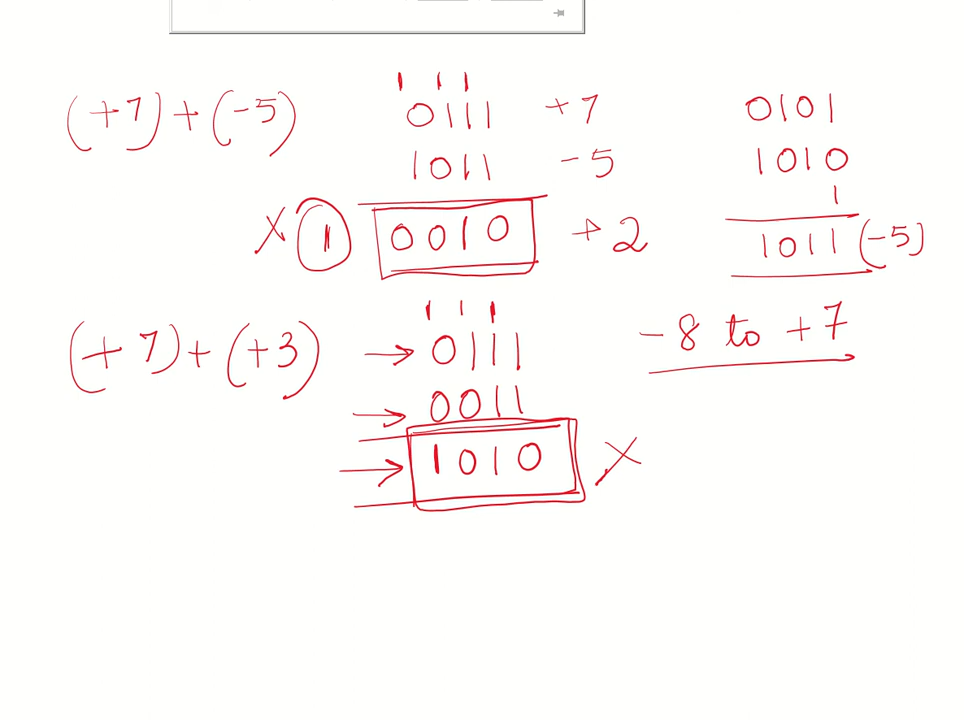 1 1 1
(+7) + (-5) 0111 +7 0101
1011 -5 1010
1
X 1 0010 +2 1011 (-5)
1 1 1
(+7) + (+3) → 0111 -8 to +7
→ 0011
→ 1010 X